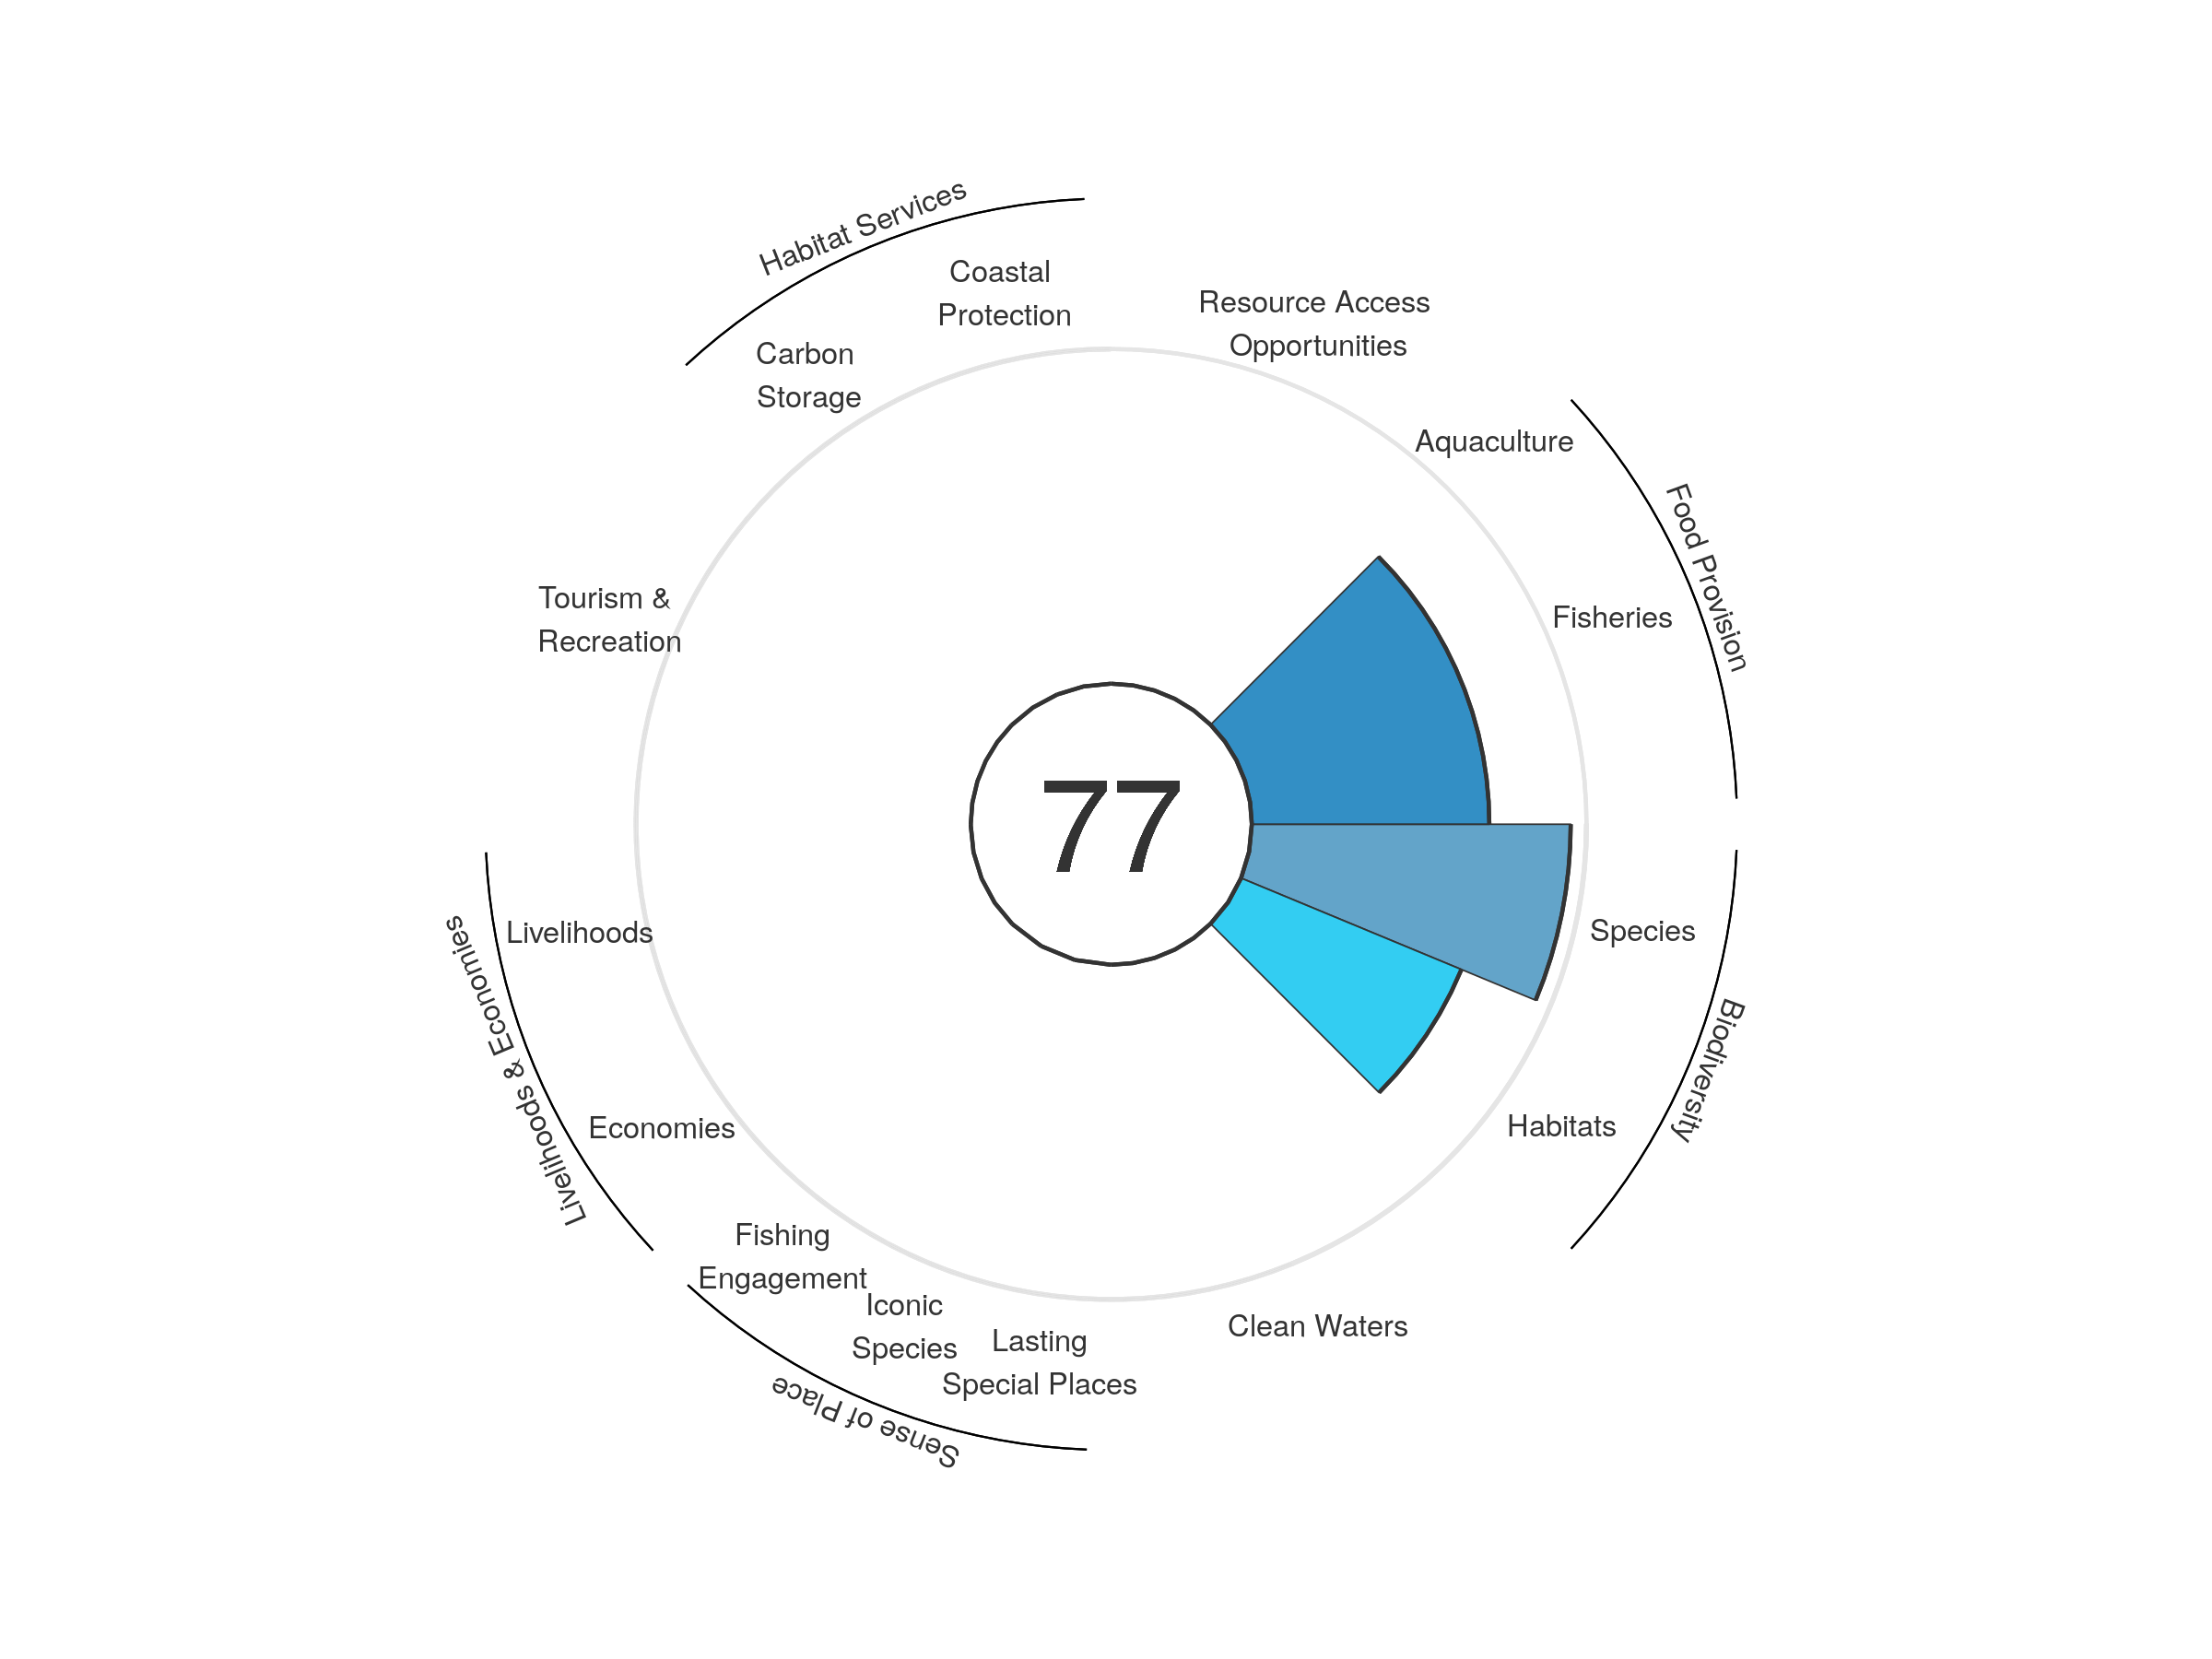 Habitat Services
Coastal
Protection
Resource Access
Opportunities
Carbon
Storage
Aquaculture
Food Provision
Fisheries
Tourism &
Recreation
77
Livelihoods
Species
Livelihoods & Economies
Biodiversity
Economies
Habitats
Fishing
Engagement
Iconic
Species
Lasting
Special Places
Clean Waters
Sense of Place